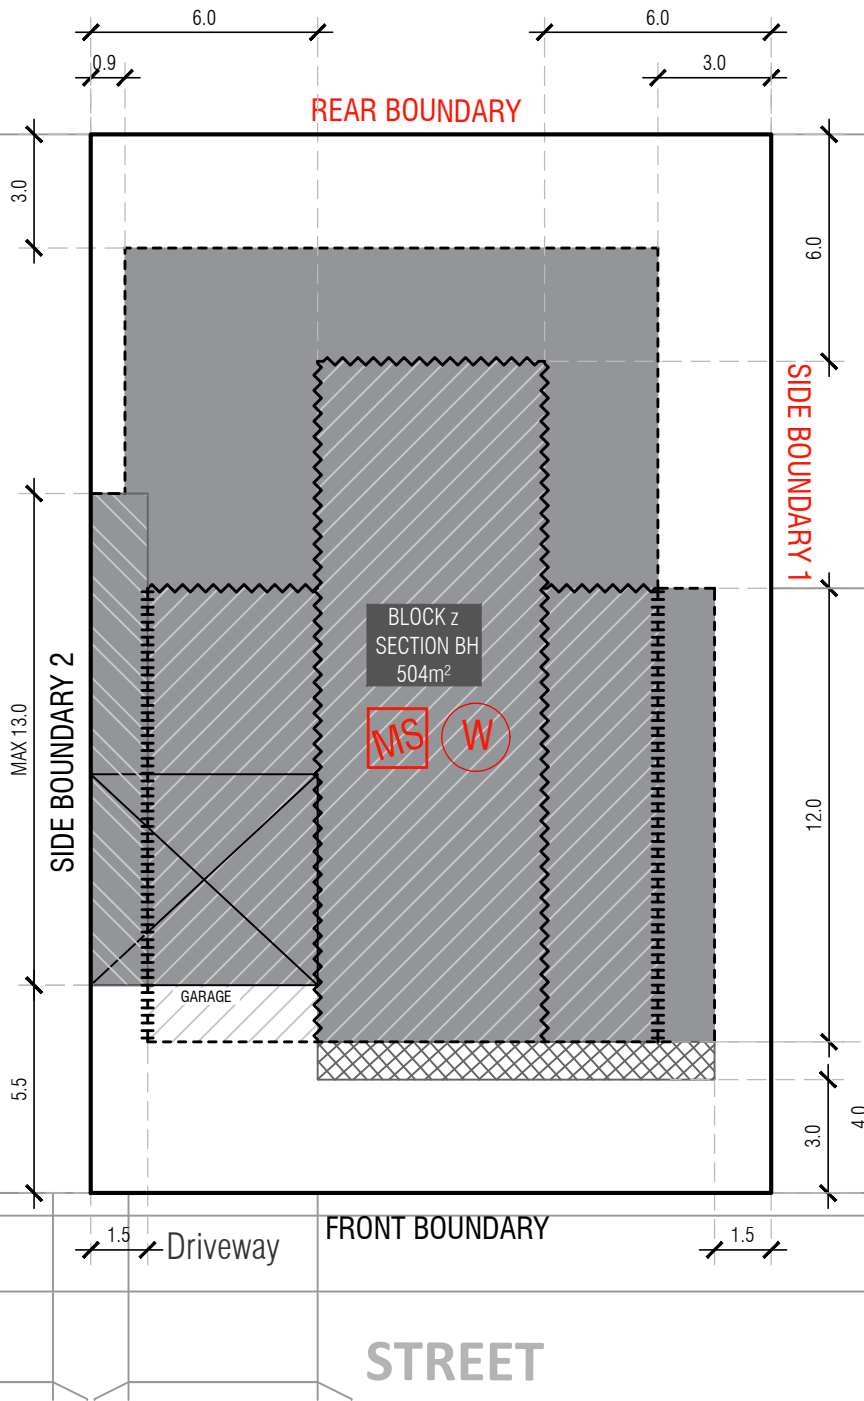 6.0
6.0
0.9
3.0
REAR BOUNDARY
3.0
6.0
SIDE BOUNDARY 1
BLOCK z
SECTION BH
504m²
MS
W
SIDE BOUNDARY 2
MAX 13.0
12.0
GARAGE
5.5
3.0
4.0
FRONT BOUNDARY
1.5
Driveway
1.5
STREET